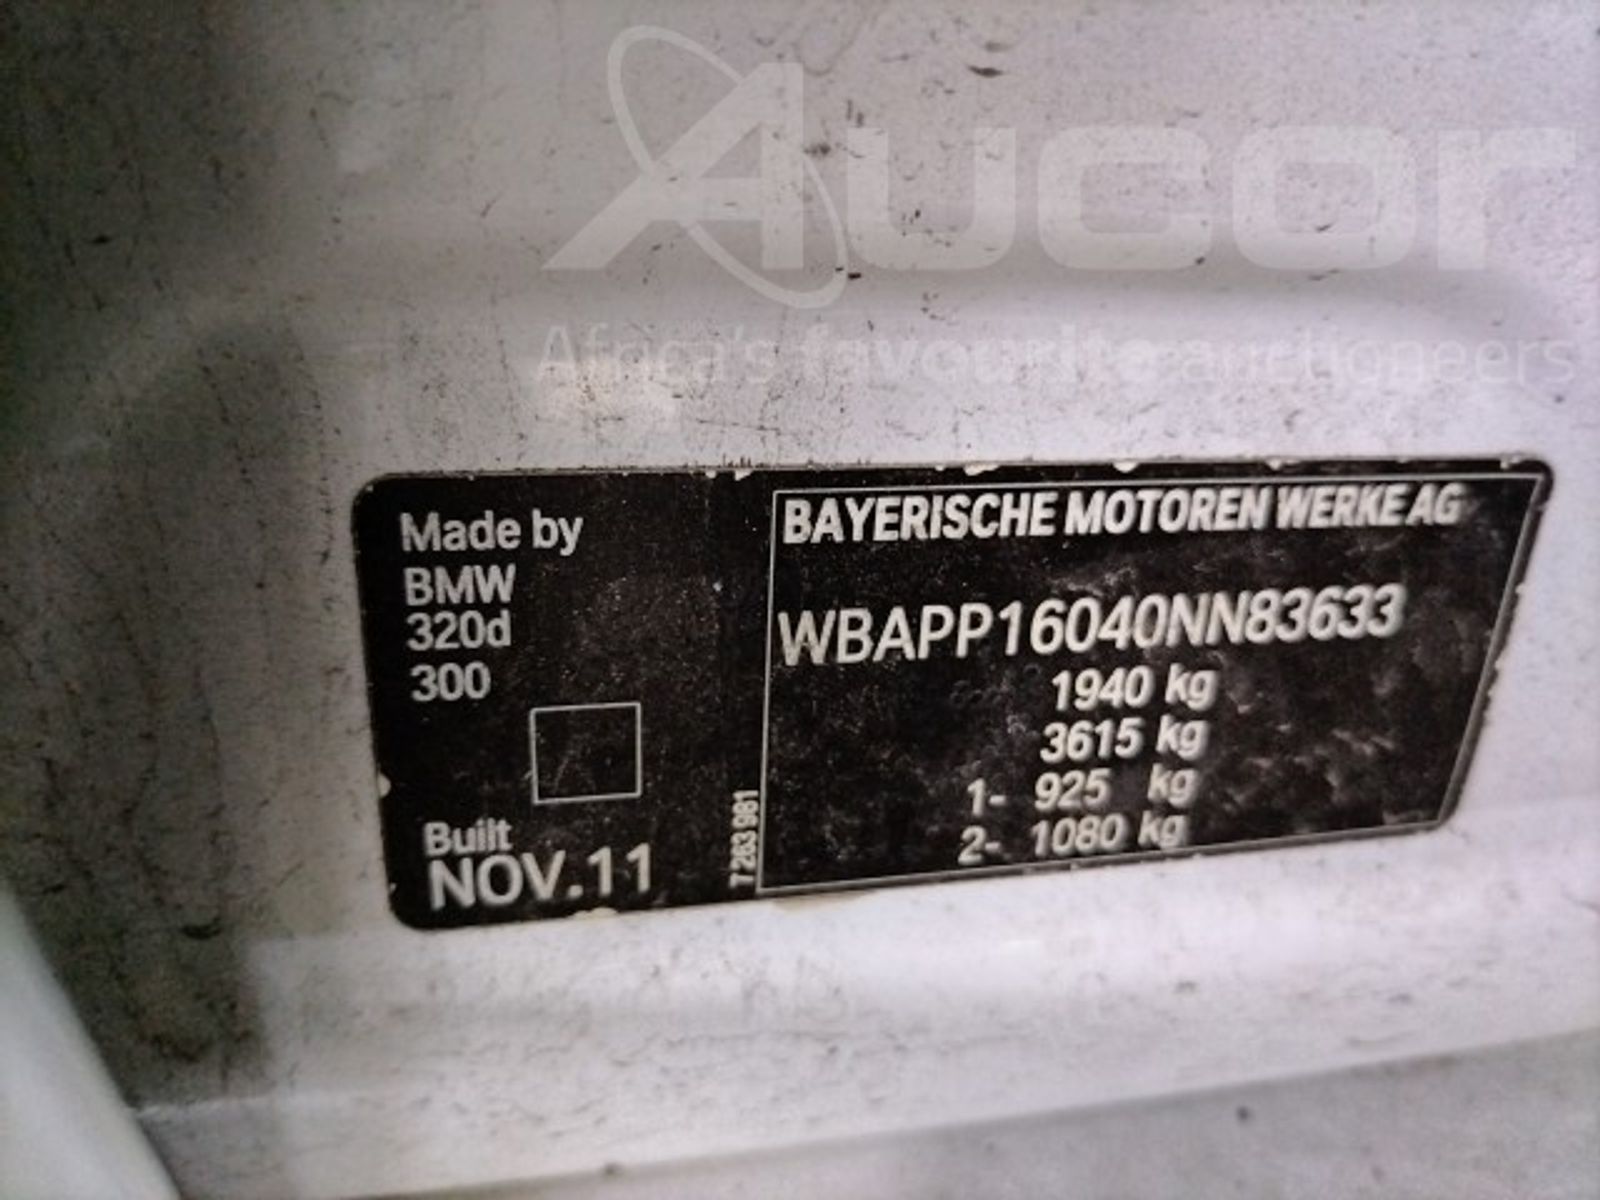 Aucor
Africa's favourite auctioneers
Made by
BMW
320d
300
Built
NOV.11
7 263 981
BAYERISCHE MOTOREN WERKE AG
WBAPP16040NN83633
1940 kg
3615 kg
1- 925 kg
2- 1080 kg